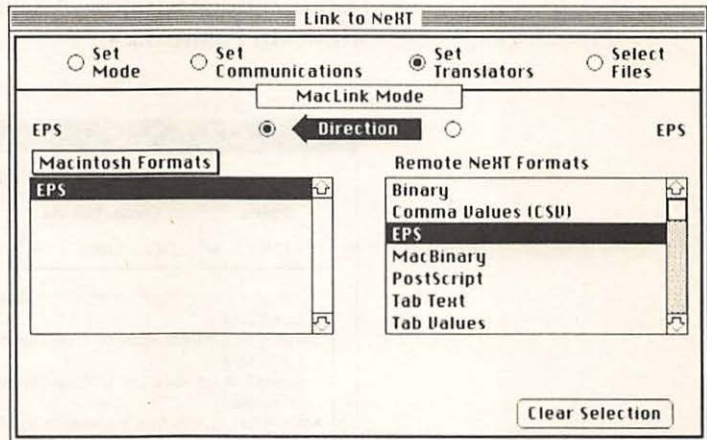 Link to NeXT
Set Mode
Set Communications
Set Translators
Select Files
MacLink Mode
EPS
Direction
EPS
Macintosh Formats
EPS
Remote NeXT Formats
Binary
Comma Values (CSV)
EPS
MacBinary
PostScript
Tab Text
Tab Values
Clear Selection